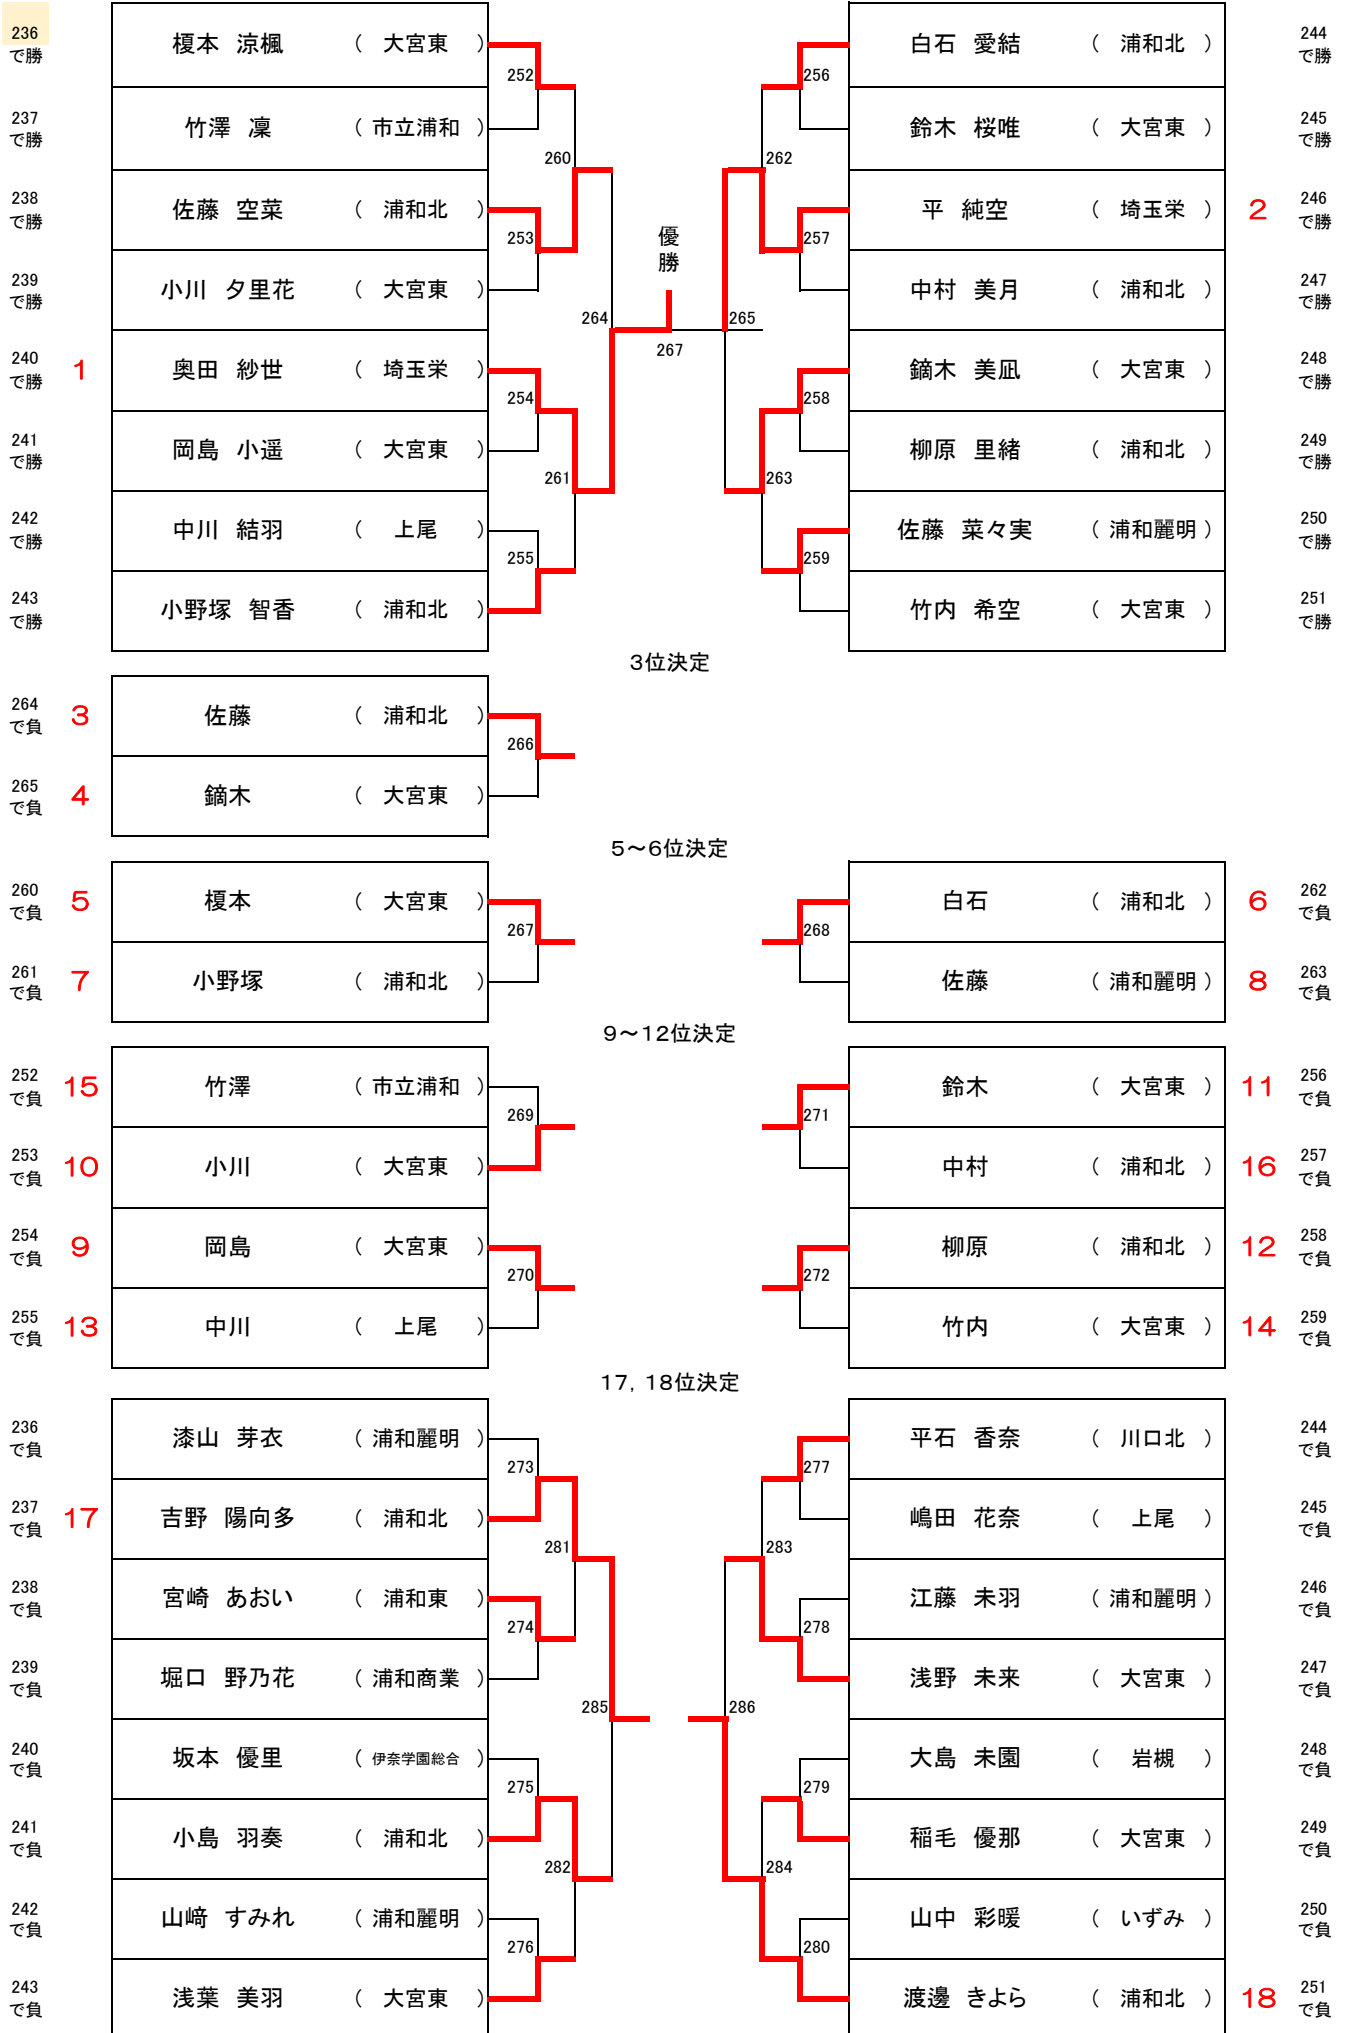 236
で勝
榎本 涼楓 （ 大宮東 ）
252
256
白石 愛結 （ 浦和北 ）
244
で勝
237
で勝
竹澤 凜 （ 市立浦和 ）
鈴木 桜唯 （ 大宮東 ）
245
で勝
260
262
238
で勝
佐藤 空菜 （ 浦和北 ）
253
257
平 純空 （ 埼玉栄 ）
2
246
で勝
優
勝
239
で勝
小川 夕里花 （ 大宮東 ）
中村 美月 （ 浦和北 ）
247
で勝
264
265
267
240
で勝
1
奥田 紗世 （ 埼玉栄 ）
254
258
鏑木 美凪 （ 大宮東 ）
248
で勝
241
で勝
岡島 小遥 （ 大宮東 ）
柳原 里緒 （ 浦和北 ）
249
で勝
261
263
242
で勝
中川 結羽 （ 上尾 ）
255
259
佐藤 菜々実 （ 浦和麗明 ）
250
で勝
243
で勝
小野塚 智香 （ 浦和北 ）
竹内 希空 （ 大宮東 ）
251
で勝
3位決定
264
で負
3
佐藤 （ 浦和北 ）
266
265
で負
4
鏑木 （ 大宮東 ）
5～6位決定
260
で負
5
榎本 （ 大宮東 ）
267
268
白石 （ 浦和北 ）
6
262
で負
261
で負
7
小野塚 （ 浦和北 ）
佐藤 （ 浦和麗明 ）
8
263
で負
9～12位決定
252
で負
15
竹澤 （ 市立浦和 ）
269
271
鈴木 （ 大宮東 ）
11
256
で負
253
で負
10
小川 （ 大宮東 ）
中村 （ 浦和北 ）
16
257
で負
254
で負
9
岡島 （ 大宮東 ）
270
272
柳原 （ 浦和北 ）
12
258
で負
255
で負
13
中川 （ 上尾 ）
竹内 （ 大宮東 ）
14
259
で負
17，18位決定
236
で負
漆山 芽衣 （ 浦和麗明 ）
273
277
平石 香奈 （ 川口北 ）
244
で負
237
で負
17
吉野 陽向多 （ 浦和北 ）
嶋田 花奈 （ 上尾 ）
245
で負
281
283
238
で負
宮崎 あおい （ 浦和東 ）
274
278
江藤 未羽 （ 浦和麗明 ）
246
で負
239
で負
堀口 野乃花 （ 浦和商業 ）
浅野 未来 （ 大宮東 ）
247
で負
285
286
240
で負
坂本 優里 （ 伊奈学園総合 ）
275
279
大島 未園 （ 岩槻 ）
248
で負
241
で負
小島 羽奏 （ 浦和北 ）
稲毛 優那 （ 大宮東 ）
249
で負
282
284
242
で負
山﨑 すみれ （ 浦和麗明 ）
276
280
山中 彩暖 （ いずみ ）
250
で負
243
で負
浅葉 美羽 （ 大宮東 ）
渡邊 きよら （ 浦和北 ）
18
251
で負